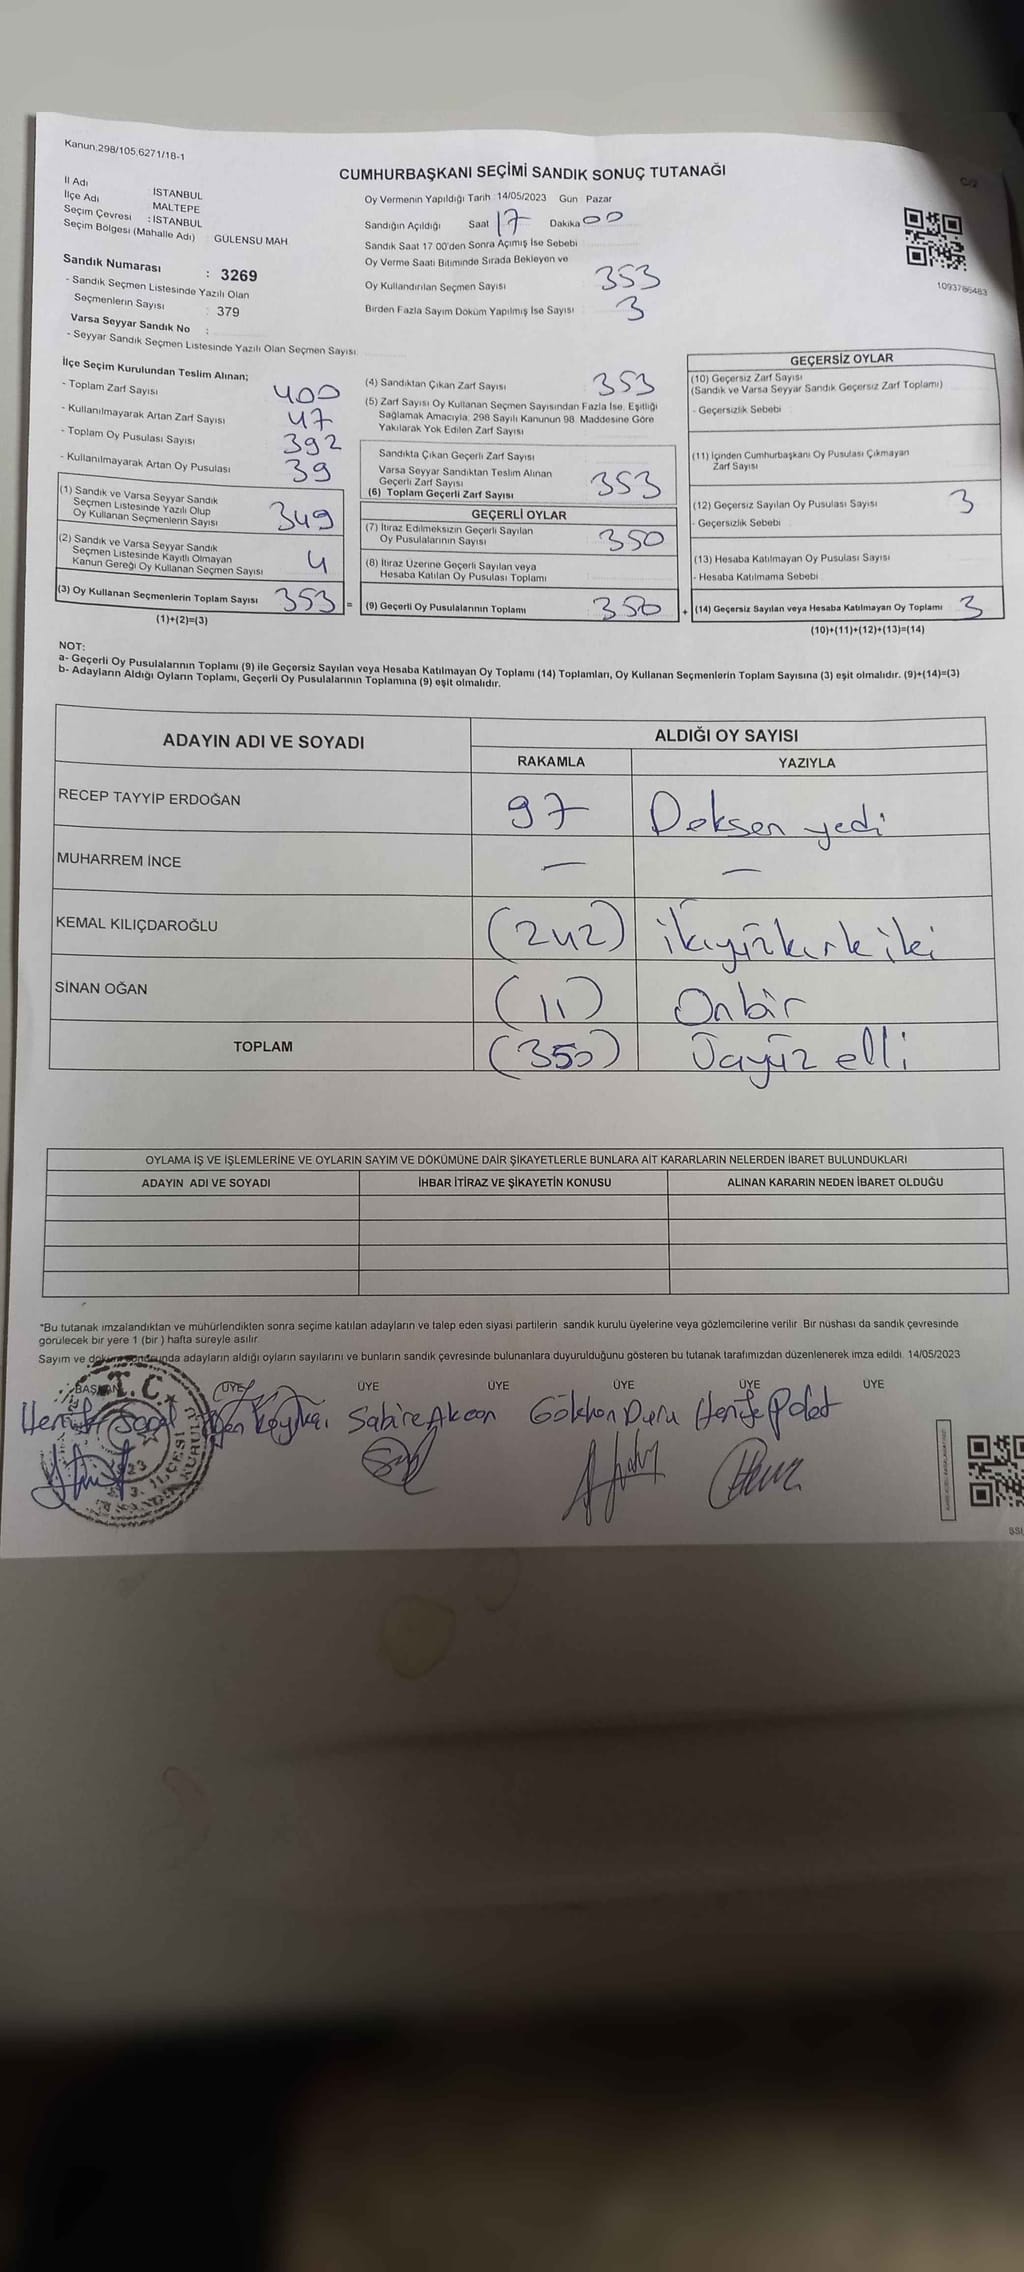 Kanun:298/105,6271/18-1
C/2
CUMHURBAŞKANI SEÇİMİ SANDIK SONUÇ TUTANAĞI
İl Adı İSTANBUL
İlçe Adı MALTEPE
Seçim Çevresi : İSTANBUL
Seçim Bölgesi (Mahalle Adı) GÜLENSU MAH
Sandık Numarası : 3269
- Sandık Seçmen Listesinde Yazılı Olan
Seçmenlerin Sayısı : 379
Varsa Seyyar Sandık No :
- Seyyar Sandık Seçmen Listesinde Yazılı Olan Seçmen Sayısı
Oy Vermenin Yapıldığı Tarih 14/05/2023 Gün Pazar
Sandığın Açıldığı Saat 17 Dakika 00
Sandık Saat 17 00'den Sonra Açımış İse Sebebi
Oy Verme Saati Bitiminde Sırada Bekleyen ve
Oy Kullandırılan Seçmen Sayısı 353
Birden Fazla Sayım Döküm Yapılmış İse Sayısı 3
1093786483
İlçe Seçim Kurulundan Teslim Alınan;
- Toplam Zarf Sayısı 400
- Kullanılmayarak Artan Zarf Sayısı 47
- Toplam Oy Pusulası Sayısı 392
- Kullanılmayarak Artan Oy Pusulası 39
(1) Sandık ve Varsa Seyyar Sandık
Seçmen Listesinde Yazılı Olup
Oy Kullanan Seçmenlerin Sayısı 349
(2) Sandık ve Varsa Seyyar Sandık
Seçmen Listesinde Kayıtlı Olmayan
Kanun Gereği Oy Kullanan Seçmen Sayısı 4
(3) Oy Kullanan Seçmenlerin Toplam Sayısı 353 =
(1)+(2)=(3)
(4) Sandıktan Çıkan Zarf Sayısı 353
(5) Zarf Sayısı Oy Kullanan Seçmen Sayısından Fazla İse, Eşitliği
Sağlamak Amacıyla, 298 Sayılı Kanunun 98. Maddesine Göre
Yakılarak Yok Edilen Zarf Sayısı
Sandıkta Çıkan Geçerli Zarf Sayısı
Varsa Seyyar Sandıktan Teslim Alınan
Geçerli Zarf Sayısı
(6) Toplam Geçerli Zarf Sayısı 353
GEÇERLİ OYLAR
(7) İtiraz Edilmeksizin Geçerli Sayılan
Oy Pusulalarının Sayısı 350
(8) İtiraz Üzerine Geçerli Sayılan veya
Hesaba Katılan Oy Pusulası Toplamı
(9) Geçerli Oy Pusulalarının Toplamı 350 +
GEÇERSİZ OYLAR
(10) Geçersiz Zarf Sayısı
(Sandık ve Varsa Seyyar Sandık Geçersiz Zarf Toplamı)
- Geçersizlik Sebebi
(11) İçinden Cumhurbaşkanı Oy Pusulası Çıkmayan
Zarf Sayısı
(12) Geçersiz Sayılan Oy Pusulası Sayısı 3
- Geçersizlik Sebebi
(13) Hesaba Katılmayan Oy Pusulası Sayısı
- Hesaba Katılmama Sebebi
(14) Geçersiz Sayılan veya Hesaba Katılmayan Oy Toplamı 3
(10)+(11)+(12)+(13)=(14)
NOT:
a- Geçerli Oy Pusulalarının Toplamı (9) ile Geçersiz Sayılan veya Hesaba Katılmayan Oy Toplamı (14) Toplamları, Oy Kullanan Seçmenlerin Toplam Sayısına (3) eşit olmalıdır. (9)+(14)=(3)
b- Adayların Aldığı Oyların Toplamı, Geçerli Oy Pusulalarının Toplamına (9) eşit olmalıdır.
ADAYIN ADI VE SOYADI ALDIĞI OY SAYISI
RAKAMLA YAZIYLA
RECEP TAYYİP ERDOĞAN 97 Doksen yedi
MUHARREM İNCE — —
KEMAL KILIÇDAROĞLU (242) ikiyüzkırk iki
SİNAN OĞAN (11) Onbir
TOPLAM (350) Üçyüz elli
OYLAMA İŞ VE İŞLEMLERİNE VE OYLARIN SAYIM VE DÖKÜMÜNE DAİR ŞİKAYETLERLE BUNLARA AİT KARARLARIN NELERDEN İBARET BULUNDUKLARI
ADAYIN ADI VE SOYADI İHBAR İTİRAZ VE ŞİKAYETİN KONUSU ALINAN KARARIN NEDEN İBARET OLDUĞU
*Bu tutanak imzalandıktan ve mühürlendikten sonra seçime katılan adayların ve talep eden siyasi partilerin sandık kurulu üyelerine veya gözlemcilerine verilir. Bir nüshası da sandık çevresinde
görülecek bir yere 1 (bir) hafta süreyle asılır.
Sayım ve döküm sonucunda adayların aldığı oyların sayılarını ve bunların sandık çevresinde bulunanlara duyurulduğunu gösteren bu tutanak tarafımızdan düzenlenerek imza edildi. 14/05/2023
BAŞKAN ÜYE ÜYE ÜYE ÜYE ÜYE ÜYE
Sabire Akcan Gökhan Duru Henife Polat
T.C.